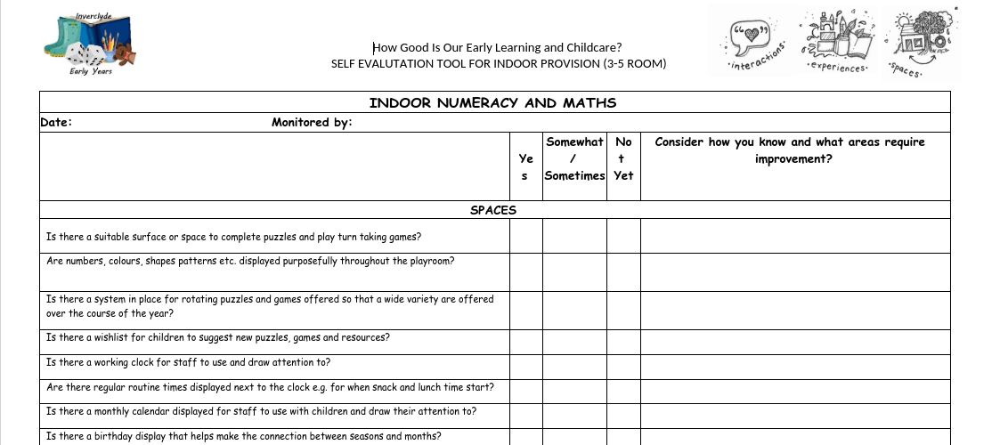 Inverclyde
Early Years
How Good Is Our Early Learning and Childcare?
SELF EVALUTATION TOOL FOR INDOOR PROVISION (3-5 ROOM)
“ ”
•interactions•
•experiences•
•spaces•
INDOOR NUMERACY AND MATHS
Date: Monitored by:
Ye
s
Somewhat
/
Sometimes
No
t
Yet
Consider how you know and what areas require
improvement?
SPACES
Is there a suitable surface or space to complete puzzles and play turn taking games?
Are numbers, colours, shapes patterns etc. displayed purposefully throughout the playroom?
Is there a system in place for rotating puzzles and games offered so that a wide variety are offered
over the course of the year?
Is there a wishlist for children to suggest new puzzles, games and resources?
Is there a working clock for staff to use and draw attention to?
Are there regular routine times displayed next to the clock e.g. for when snack and lunch time start?
Is there a monthly calendar displayed for staff to use with children and draw their attention to?
Is there a birthday display that helps make the connection between seasons and months?